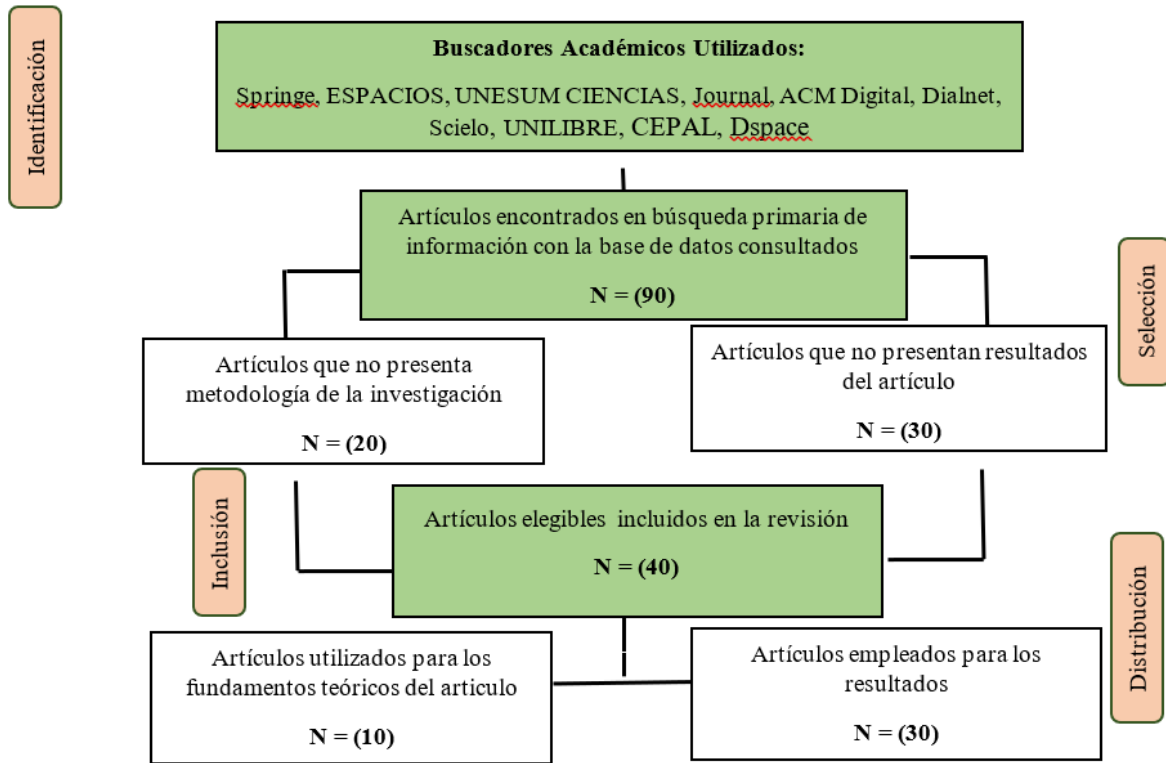 Identificación
Buscadores Académicos Utilizados:
Springe, ESPACIOS, UNESUM CIENCIAS, Journal, ACM Digital, Dialnet,
Scielo, UNILIBRE, CEPAL, Dspace
Artículos encontrados en búsqueda primaria de
información con la base de datos consultados
N = (90)
Selección
Artículos que no presenta
metodología de la investigación
N = (20)
Artículos que no presentan resultados
del artículo
N = (30)
Inclusión
Artículos elegibles incluidos en la revisión
N = (40)
Distribución
Artículos utilizados para los
fundamentos teóricos del articulo
N = (10)
Artículos empleados para los
resultados
N = (30)